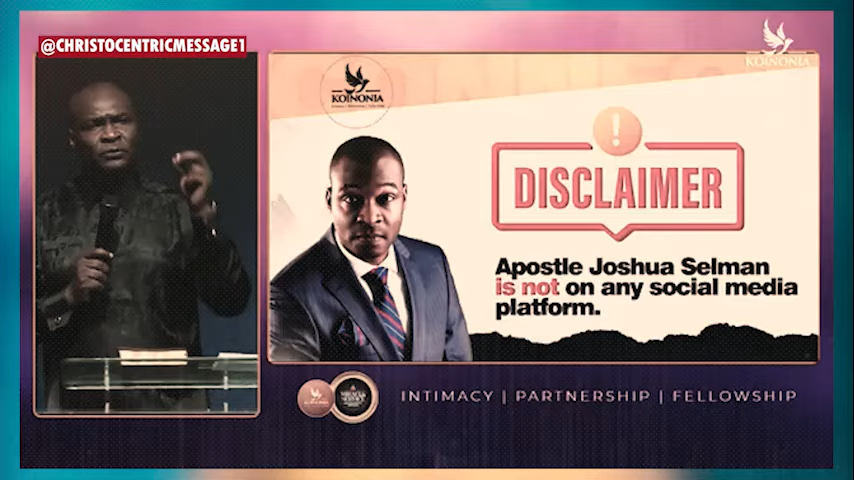 @CHRISTOCENTRICMESSAGE1
KOINONIA
KOINONIA
!
DISCLAIMER
Apostle Joshua Selman
is not on any social media
platform.
INTIMACY | PARTNERSHIP | FELLOWSHIP